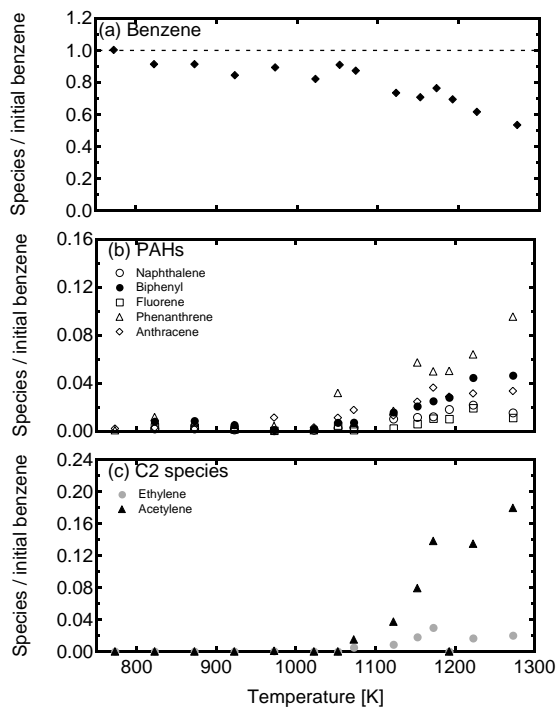 (a) Benzene
Species / initial benzene
1.2
1.0
0.8
0.6
0.4
0.2
0.0
(b) PAHs
Naphthalene
Biphenyl
Fluorene
Phenanthrene
Anthracene
Species / initial benzene
0.16
0.12
0.08
0.04
0.00
(c) C2 species
Ethylene
Acetylene
Species / initial benzene
0.24
0.20
0.16
0.12
0.08
0.04
0.00
800 900 1000 1100 1200 1300
Temperature [K]